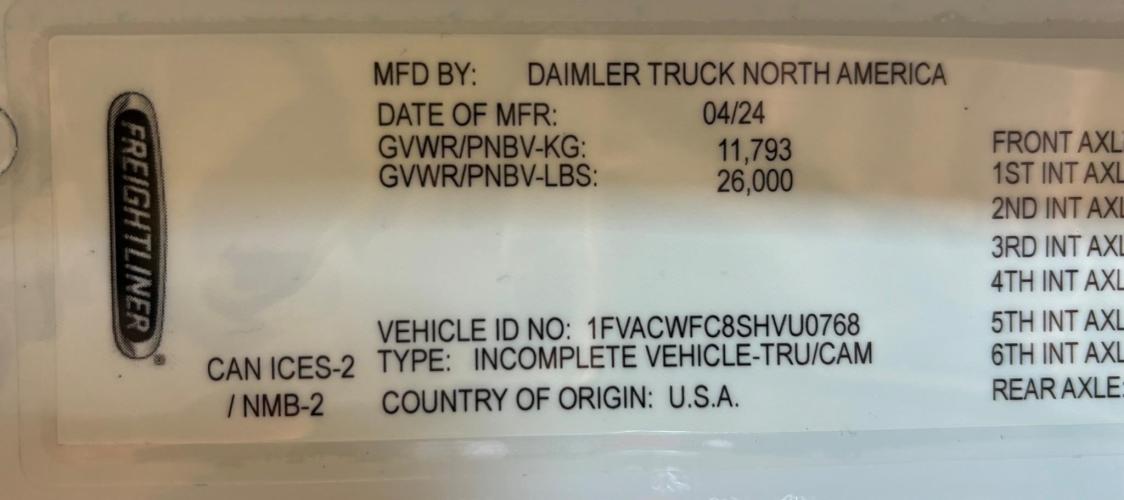 FREIGHTLINER
MFD BY: DAIMLER TRUCK NORTH AMERICA
DATE OF MFR: 04/24
GVWR/PNBV-KG: 11,793
GVWR/PNBV-LBS: 26,000
VEHICLE ID NO: 1FVACWFC8SHVU0768
CAN ICES-2 TYPE: INCOMPLETE VEHICLE-TRU/CAM
/ NMB-2 COUNTRY OF ORIGIN: U.S.A.
FRONT AXL
1ST INT AXL
2ND INT AXL
3RD INT AXL
4TH INT AXL
5TH INT AXL
6TH INT AXL
REAR AXLE: